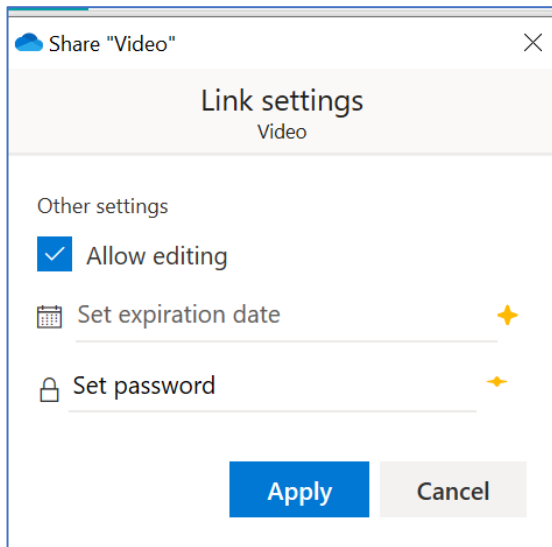 Share "Video"
Link settings
Video
Other settings
Allow editing
Set expiration date
Set password
Apply Cancel